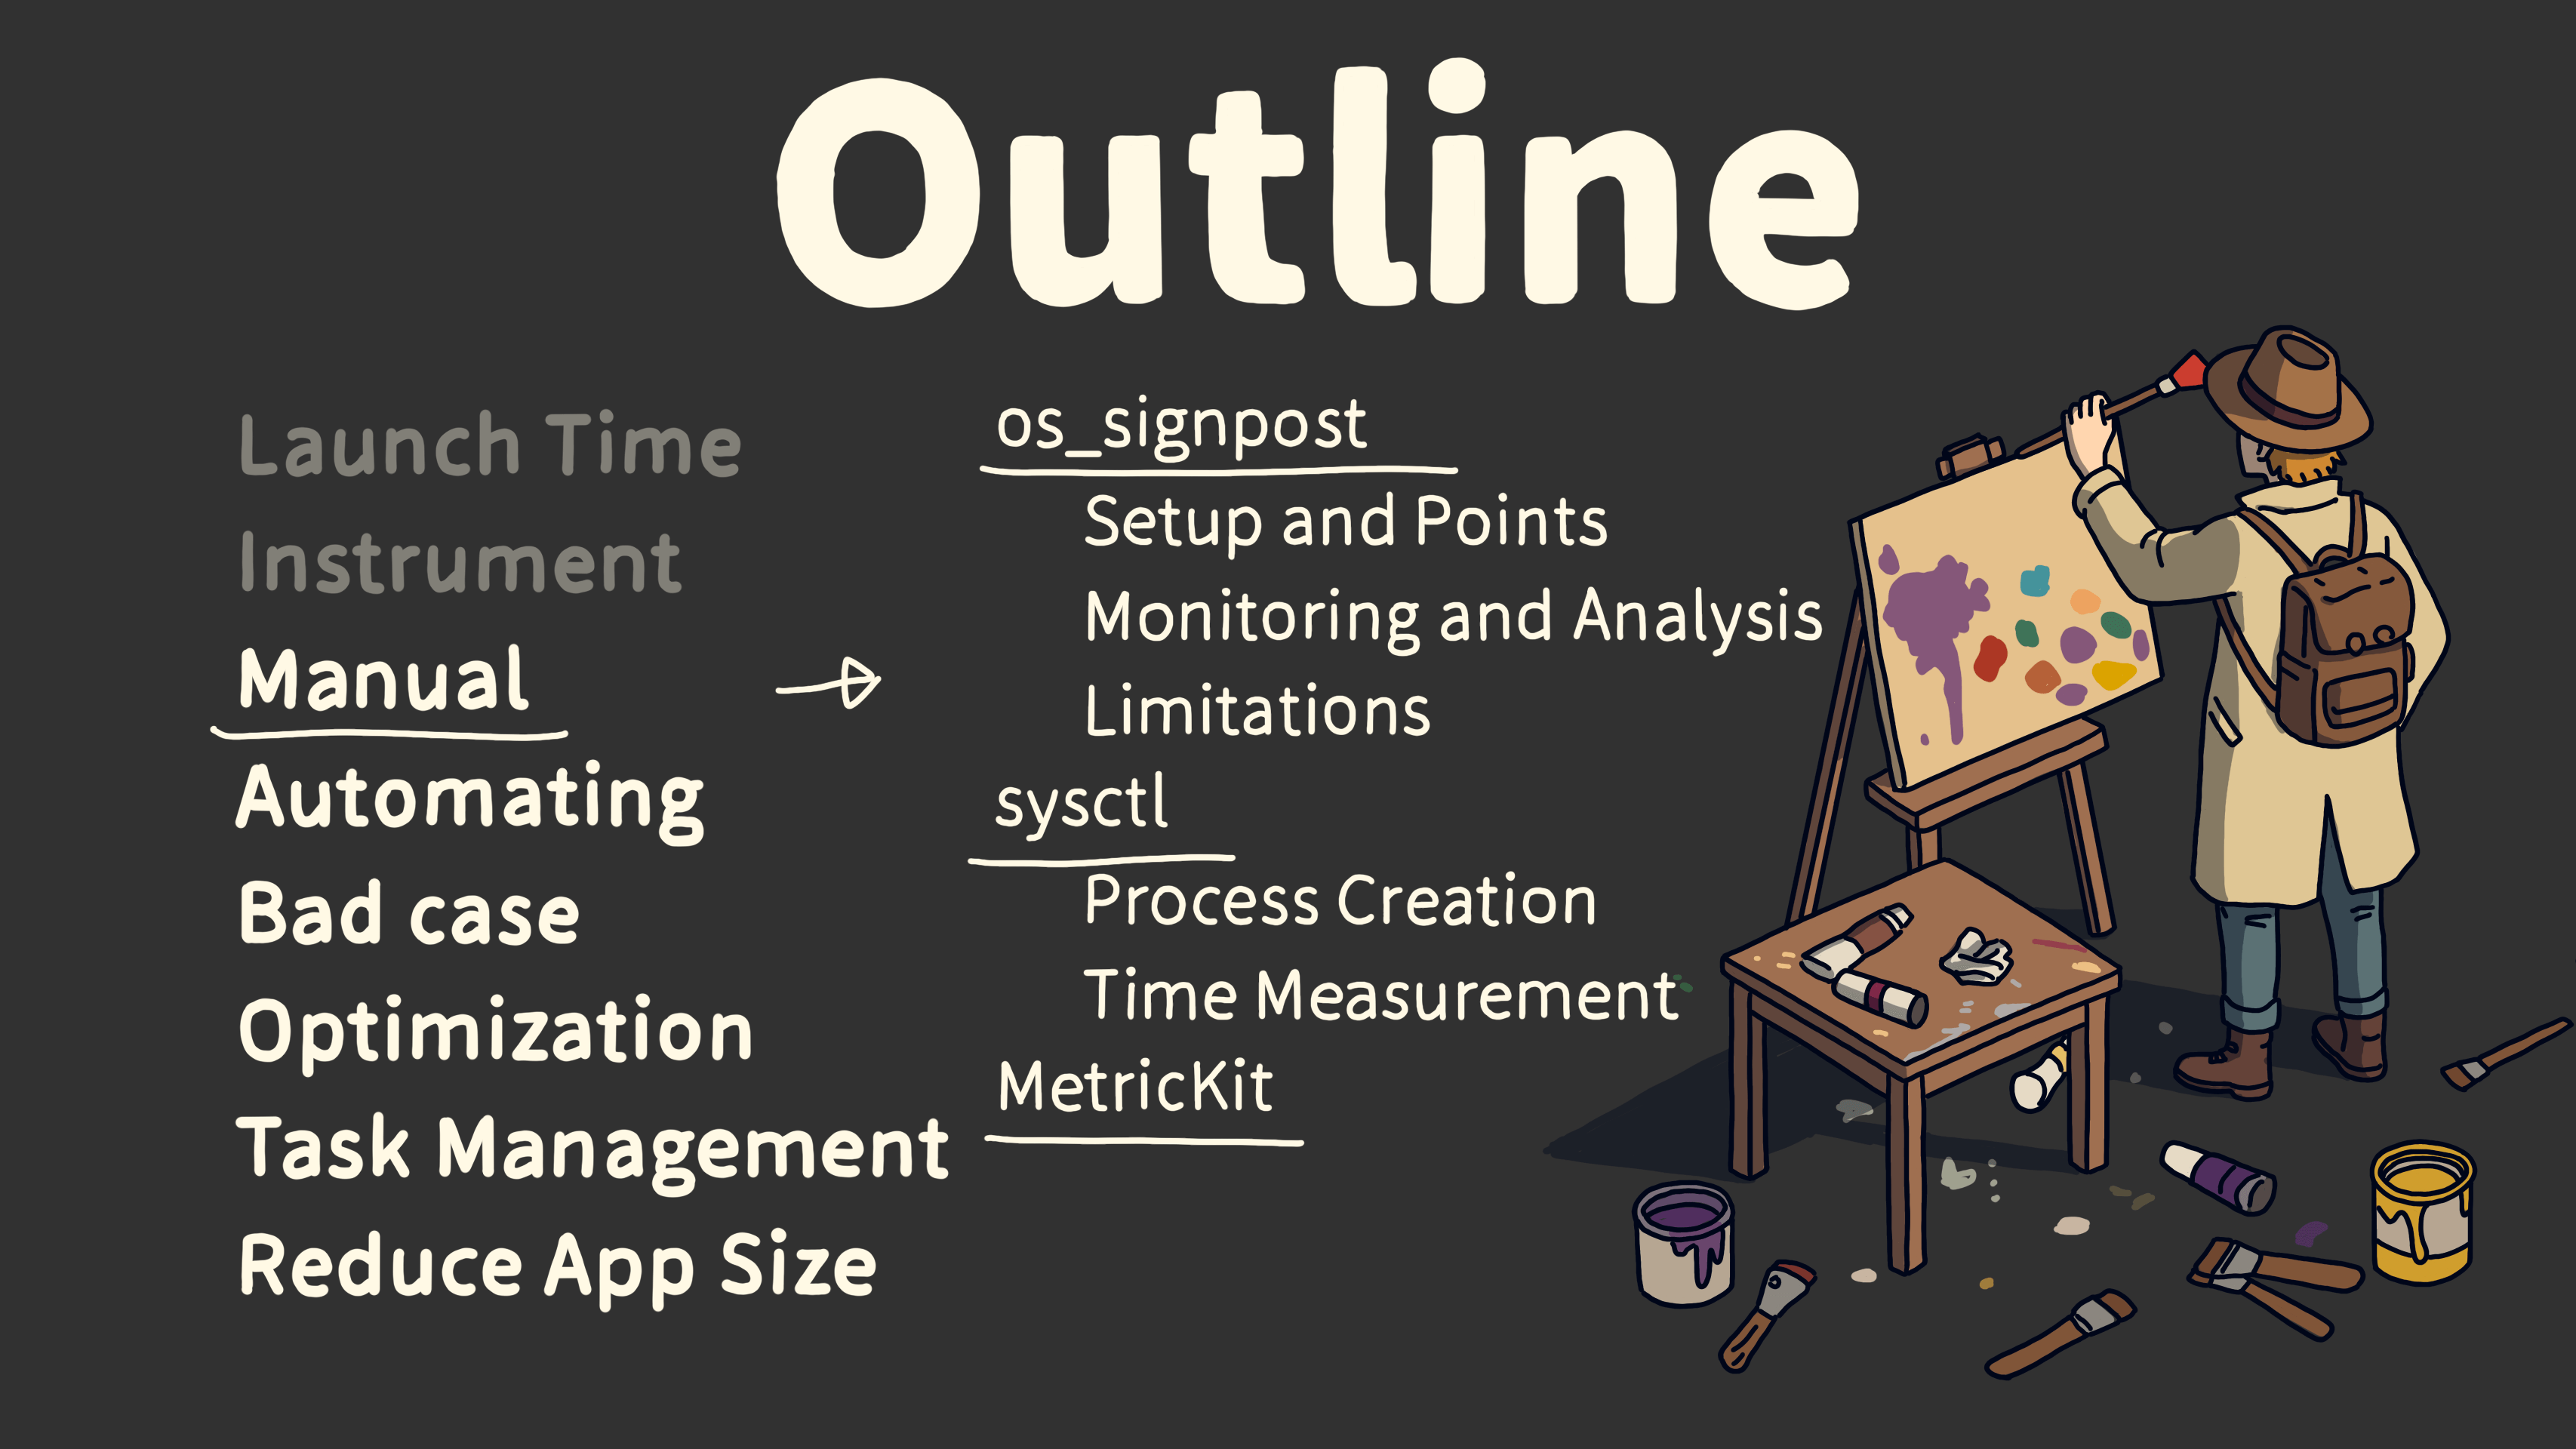 Outline
Launch Time
Instrument
Manual
Automating
Bad case
Optimization
Task Management
Reduce App Size
os_signpost
Setup and Points
Monitoring and Analysis
Limitations
sysctl
Process Creation
Time Measurement
MetricKit